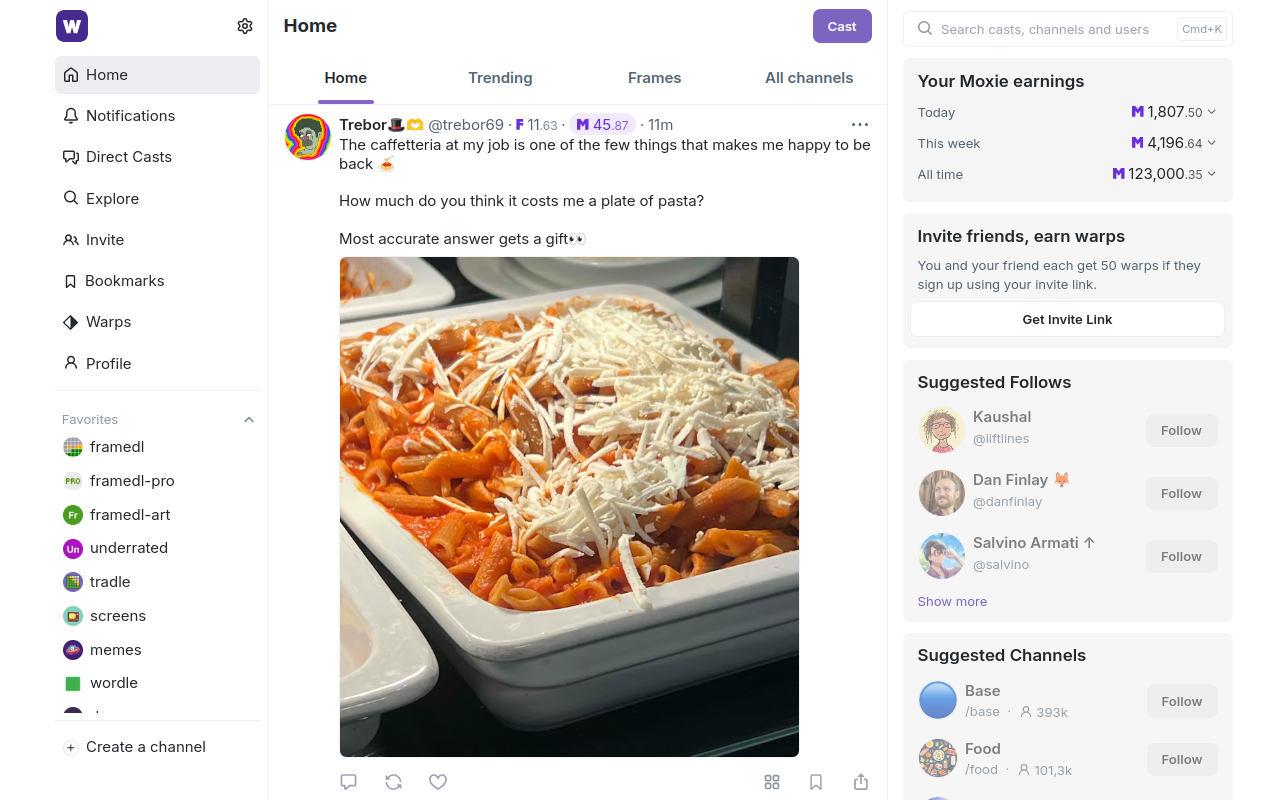 W
Home
Notifications
Direct Casts
Explore
Invite
Bookmarks
Warps
Profile
Favorites
framedl
PRO
framedl-pro
Fr
framedl-art
Un
underrated
tradle
screens
memes
wordle
Create a channel
Home
Cast
Home
Trending
Frames
All channels
Trebor🎩🫶 @trebor69 · F 11.63 · M 45.87 · 11m
The caffetteria at my job is one of the few things that makes me happy to be
back 🍝
How much do you think it costs me a plate of pasta?
Most accurate answer gets a gift👀
Search casts, channels and users
Cmd+K
Your Moxie earnings
Today M 1,807.50
This week M 4,196.64
All time M 123,000.35
Invite friends, earn warps
You and your friend each get 50 warps if they
sign up using your invite link.
Get Invite Link
Suggested Follows
Kaushal
@liftlines
Follow
Dan Finlay 🦊
@danfinlay
Follow
Salvino Armati ↑
@salvino
Follow
Show more
Suggested Channels
Base
/base · 393k
Follow
Food
/food · 101,3k
Follow